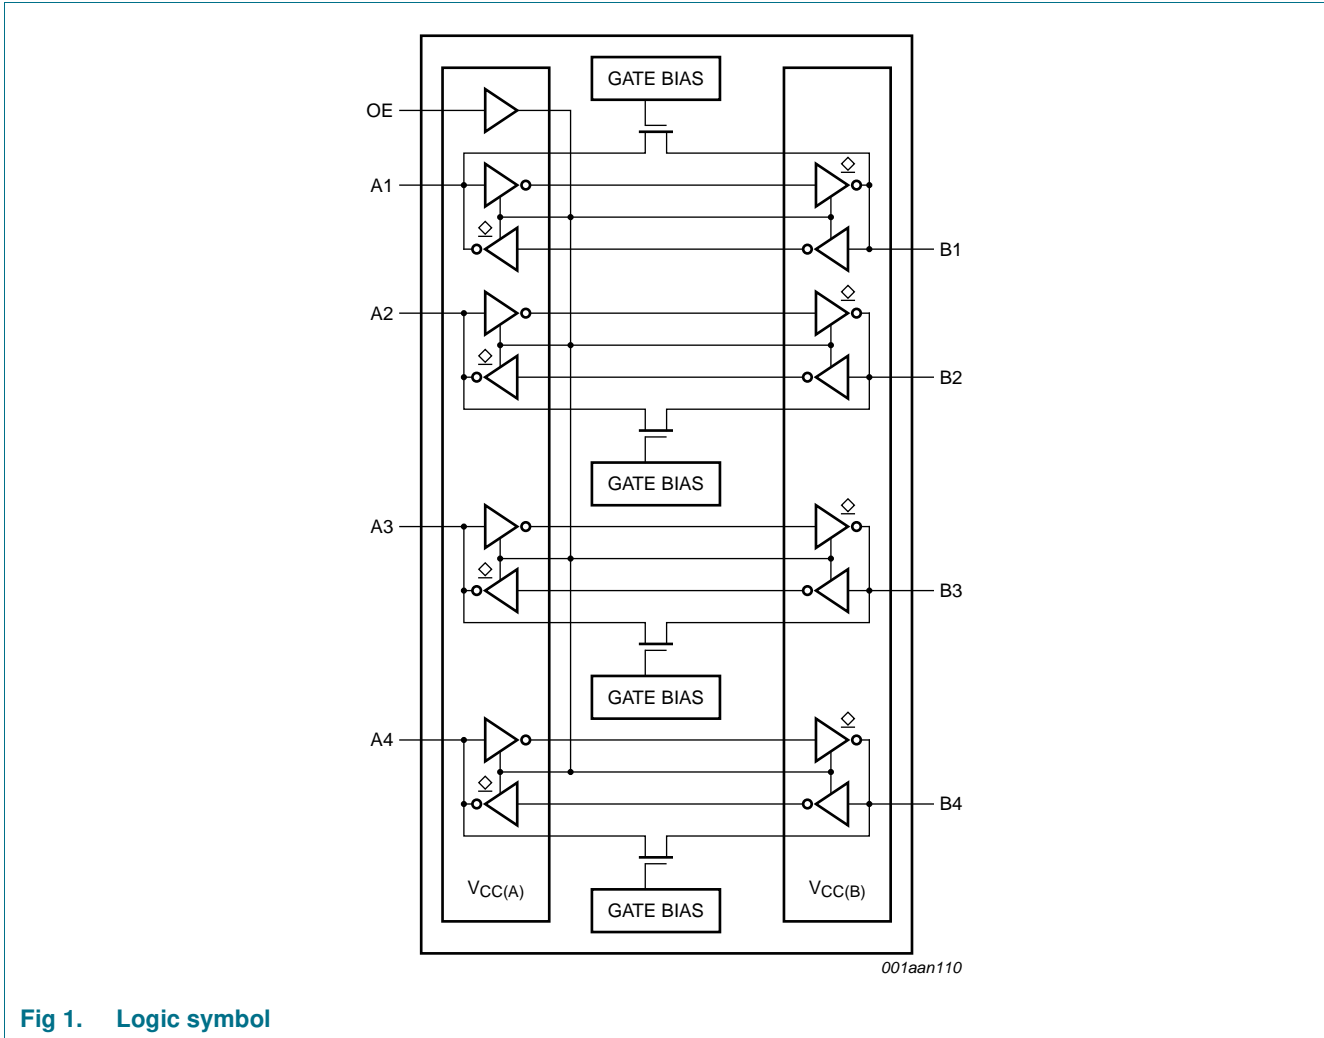 GATE BIAS
OE
A1
B1
A2
B2
GATE BIAS
A3
B3
GATE BIAS
A4
B4
VCC(A)
VCC(B)
GATE BIAS
001aan110
Fig 1. Logic symbol